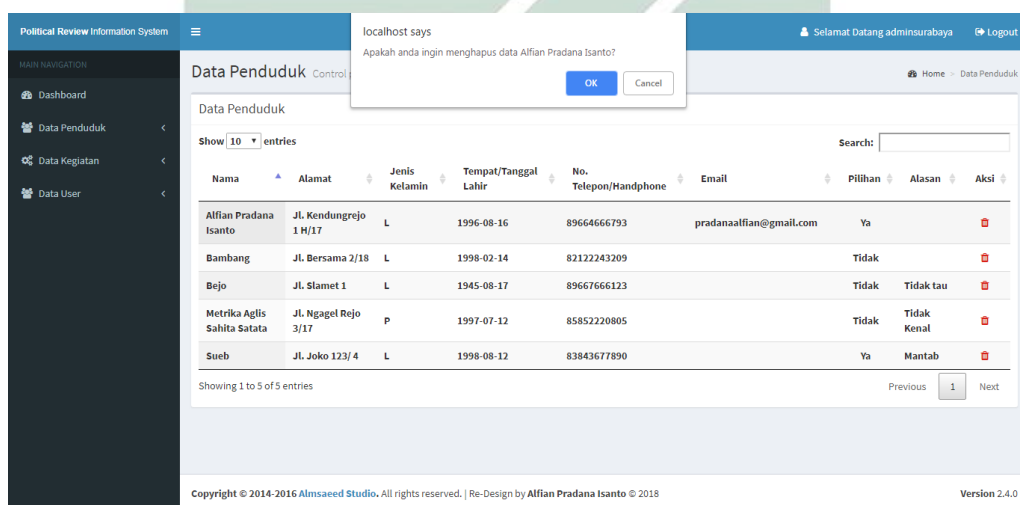 Political Review Information System
Selamat Datang adminsurabaya Logout
localhost says
Apakah anda ingin menghapus data Alfian Pradana Isanto?
OK Cancel
MAIN NAVIGATION
Dashboard
Data Penduduk
Data Kegiatan
Data User
Data Penduduk Control
Home > Data Penduduk
Data Penduduk
Show 10 entries
Search:
Nama Alamat Jenis Kelamin Tempat/Tanggal Lahir No. Telepon/Handphone Email Pilihan Alasan Aksi
Alfian Pradana Isanto Jl. Kendungrejo 1 H/17 L 1996-08-16 89664666793 pradanaalfian@gmail.com Ya
Bambang Jl. Bersama 2/18 L 1998-02-14 82122243209 Tidak
Bejo Jl. Slamet 1 L 1945-08-17 89667666123 Tidak Tidak tau
Metrika Aglis Sahita Satata Jl. Ngagel Rejo 3/17 P 1997-07-12 85852220805 Tidak Tidak Kenal
Sueb Jl. Joko 123/ 4 L 1998-08-12 83843677890 Ya Mantab
Showing 1 to 5 of 5 entries
Previous 1 Next
Copyright © 2014-2016 Almsaeed Studio. All rights reserved. | Re-Design by Alfian Pradana Isanto © 2018
Version 2.4.0